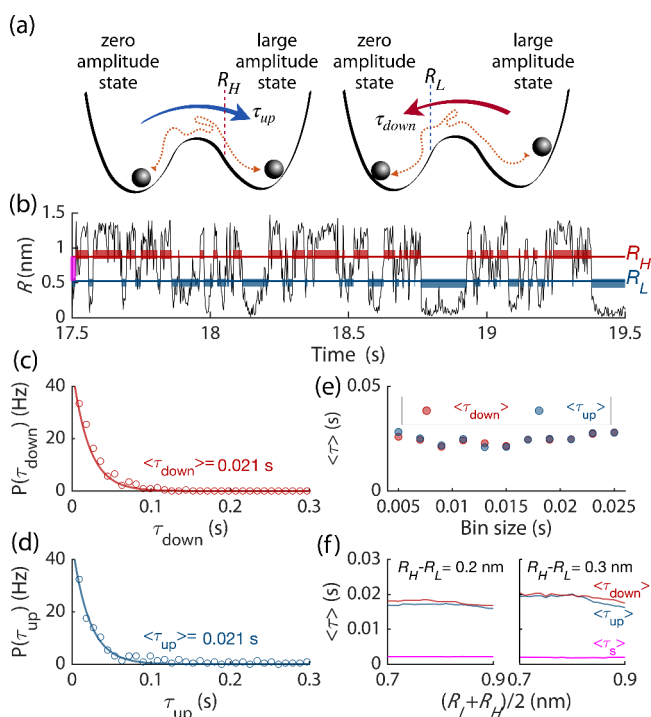 (a)
zero amplitude state
R_H
large amplitude state
τ_up
zero amplitude state
R_L
large amplitude state
τ_down
(b)
R (nm)
1.5
1
0.5
0
R_H
R_L
17.5 18 18.5 19 19.5
Time (s)
(c)
P(τ_down) (Hz)
40
20
0
<τ_down>= 0.021 s
0 0.1 0.2 0.3
τ_down (s)
(d)
P(τ_up) (Hz)
40
20
0
<τ_up>= 0.021 s
0 0.1 0.2 0.3
τ_up (s)
(e)
<τ> (s)
0.05
0
<τ_down> <τ_up>
0.005 0.01 0.015 0.02 0.025
Bin size (s)
(f)
<τ> (s)
0.03
0.02
0.01
0
R_H-R_L= 0.2 nm
R_H-R_L= 0.3 nm
<τ_down>
<τ_up>
<τ_s>
0.7 0.9 0.7 0.9
(R_L+R_H)/2 (nm)